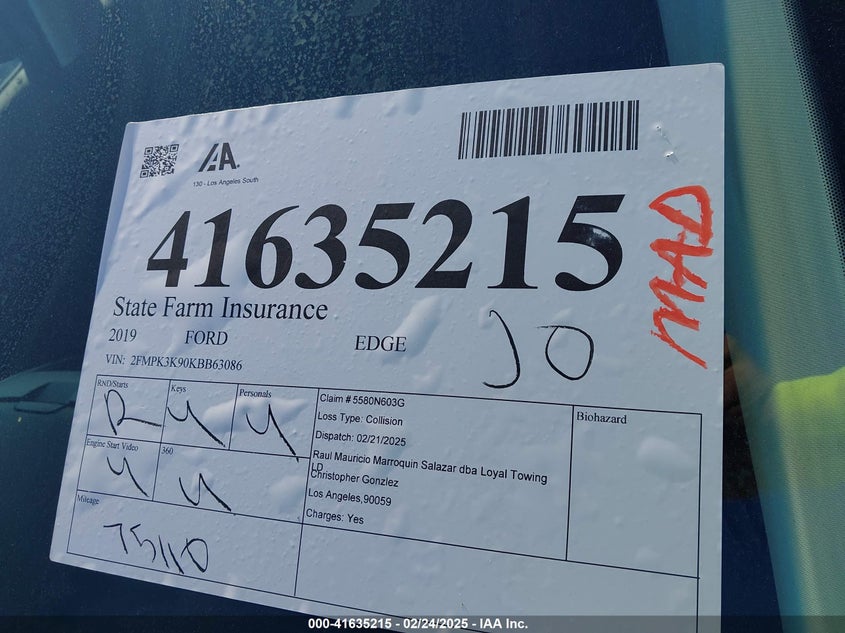 IAA.
130 - Los Angeles South
41635215
MAD
State Farm Insurance
2019 FORD EDGE
JO
VIN: 2FMPK3K90KBB63086
RND/Starts
R
Keys
y
Personals
y
Engine Start Video
y
360
y
Mileage
75110
Claim # 5580N603G
Loss Type: Collision
Dispatch: 02/21/2025
Raul Mauricio Marroquin Salazar dba Loyal Towing
LD
Christopher Gonzlez
Los Angeles,90059
Charges: Yes
Biohazard
000-41635215 - 02/24/2025 - IAA Inc.